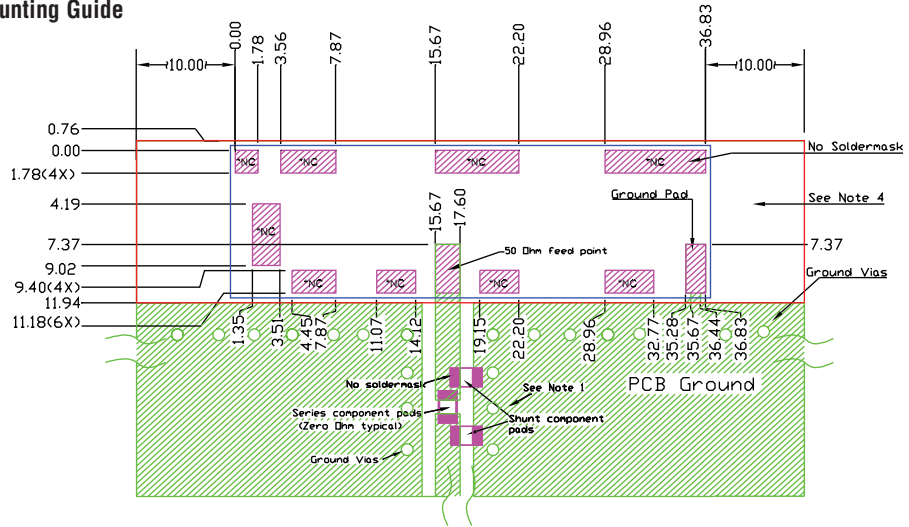 unting Guide
0.00
1.78
3.56
7.87
15.67
22.20
28.96
36.83
10.00
10.00
0.76
0.00
1.78(4X)
4.19
7.37
9.02
9.40(4X)
11.94
11.18(6X)
*NC
*NC
*NC
*NC
No Soldermask
Ground Pad
See Note 4
*NC
15.67
17.60
50 Ohm feed point
7.37
Ground Vias
*NC
*NC
*NC
*NC
1.35
3.51
4.45
7.87
11.07
14.12
19.15
22.20
28.96
32.77
35.28
35.67
36.44
36.83
No soldermask
See Note 1
PCB Ground
Series component pads
(Zero Ohm typical)
Shunt component
pads
Ground Vias